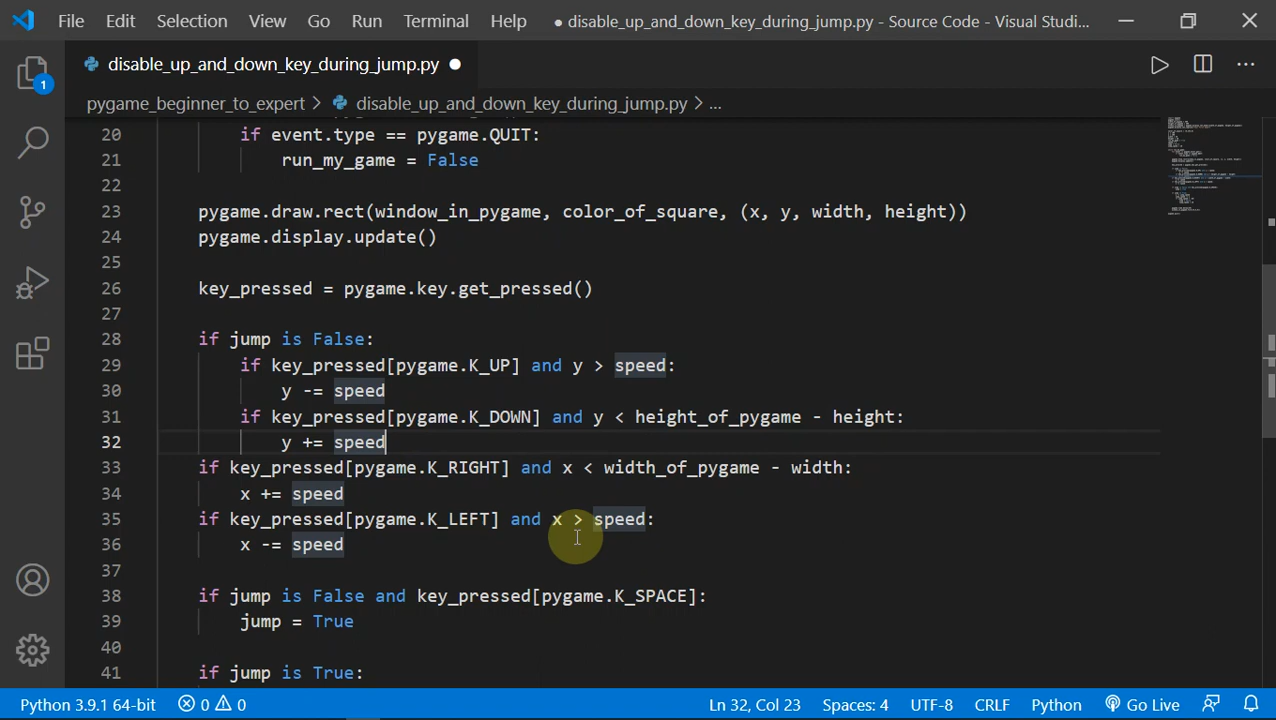 File Edit Selection View Go Run Terminal Help ● disable_up_and_down_key_during_jump.py - Source Code - Visual Studi...
disable_up_and_down_key_during_jump.py ●
1
pygame_beginner_to_expert > disable_up_and_down_key_during_jump.py > ...
20 if event.type == pygame.QUIT:
21 run_my_game = False
22
23 pygame.draw.rect(window_in_pygame, color_of_square, (x, y, width, height))
24 pygame.display.update()
25
26 key_pressed = pygame.key.get_pressed()
27
28 if jump is False:
29 if key_pressed[pygame.K_UP] and y > speed:
30 y -= speed
31 if key_pressed[pygame.K_DOWN] and y < height_of_pygame - height:
32 y += speed
33 if key_pressed[pygame.K_RIGHT] and x < width_of_pygame - width:
34 x += speed
35 if key_pressed[pygame.K_LEFT] and x > speed:
36 x -= speed
37
38 if jump is False and key_pressed[pygame.K_SPACE]:
39 jump = True
40
41 if jump is True:
Python 3.9.1 64-bit 0 0 Ln 32, Col 23 Spaces: 4 UTF-8 CRLF Python Go Live